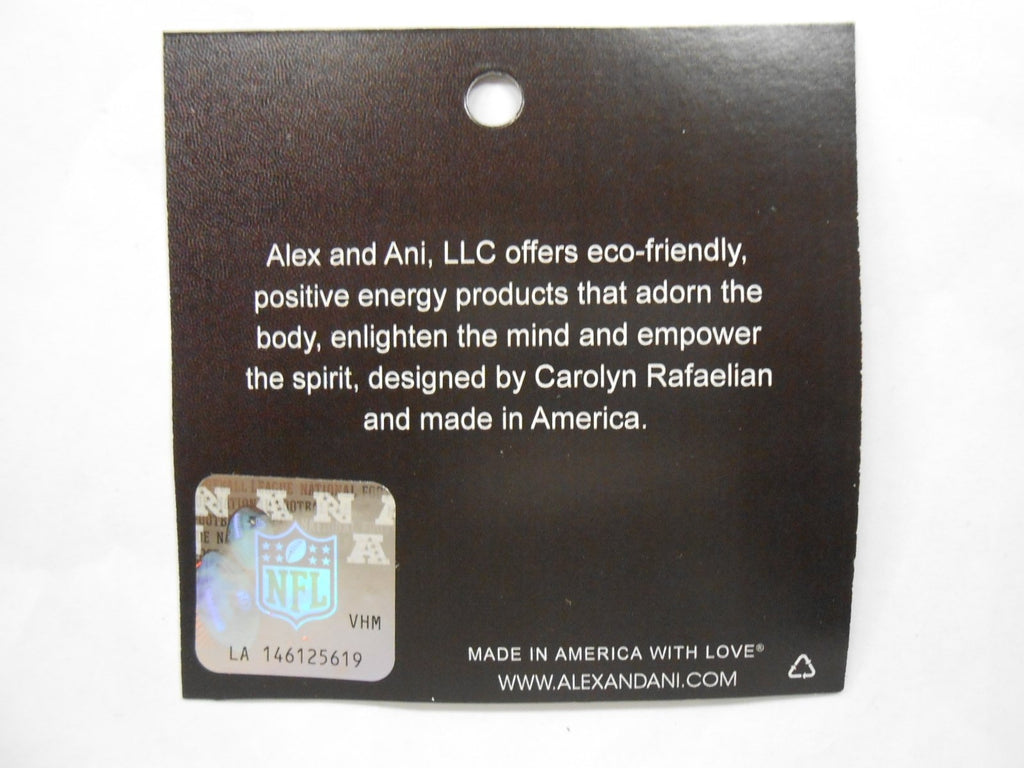 Alex and Ani, LLC offers eco-friendly,
positive energy products that adorn the
body, enlighten the mind and empower
the spirit, designed by Carolyn Rafaelian
and made in America.
NFL
VHM
LA 146125619
MADE IN AMERICA WITH LOVE®
WWW.ALEXANDANI.COM